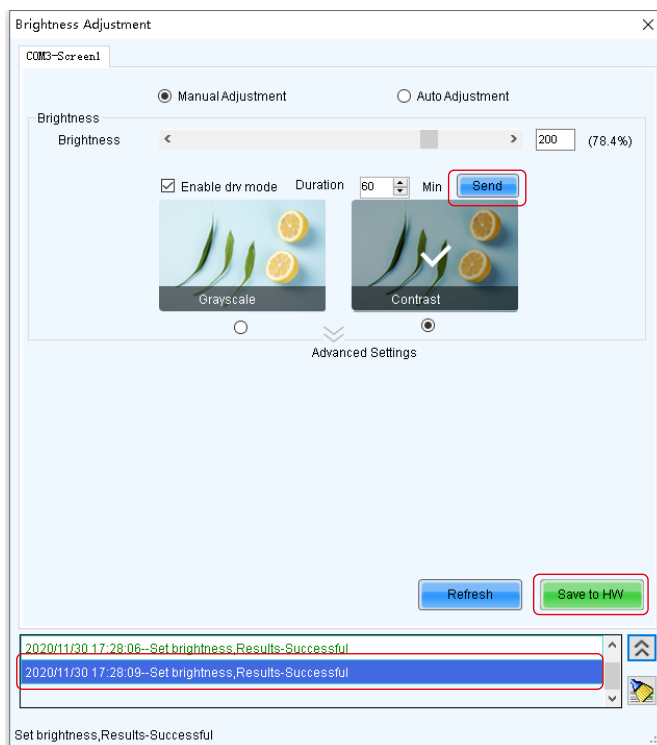 Brightness Adjustment
COM3-Screen1
Manual Adjustment Auto Adjustment
Brightness
Brightness 200 (78.4%)
Enable drv mode Duration 60 Min Send
Grayscale Contrast
Advanced Settings
Refresh Save to HW
2020/11/30 17:28:06--Set brightness,Results-Successful
2020/11/30 17:28:09--Set brightness,Results-Successful
Set brightness,Results-Successful